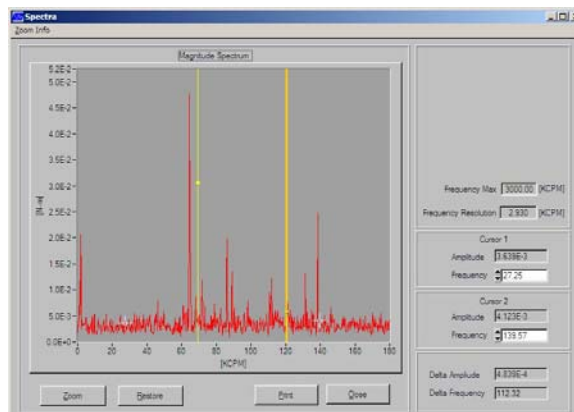 Spectra
Zoom Info
Magnitude Spectrum
5.2E-2
5.0E-2
4.5E-2
4.0E-2
3.5E-2
3.0E-2
2.5E-2
2.0E-2
1.5E-2
1.0E-2
5.0E-3
0.0E+0
[N-m]
0 20 40 60 80 100 120 140 160 180
[KCPM]
Zoom Restore Print Close
Frequency Max 3000.00 [KCPM]
Frequency Resolution 2.930 [KCPM]
Cursor 1
Amplitude 3.639E-3
Frequency 27.25
Cursor 2
Amplitude 4.123E-3
Frequency 139.57
Delta Amplitude 4.839E-4
Delta Frequency 112.32